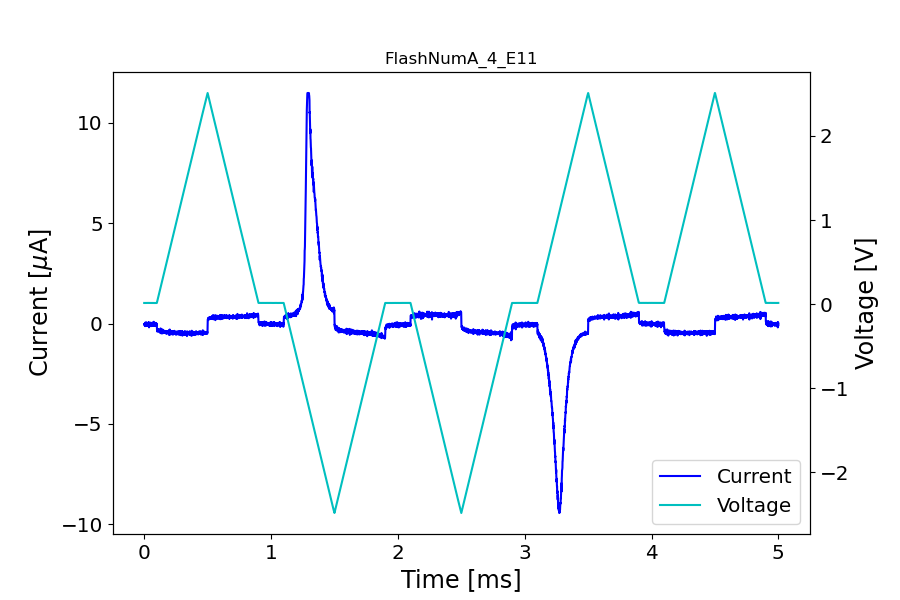 FlashNumA_4_E11
Current [μA]
10
5
0
−5
−10
2
1
0
−1
−2
Voltage [V]
Current
Voltage
0 1 2 3 4 5
Time [ms]